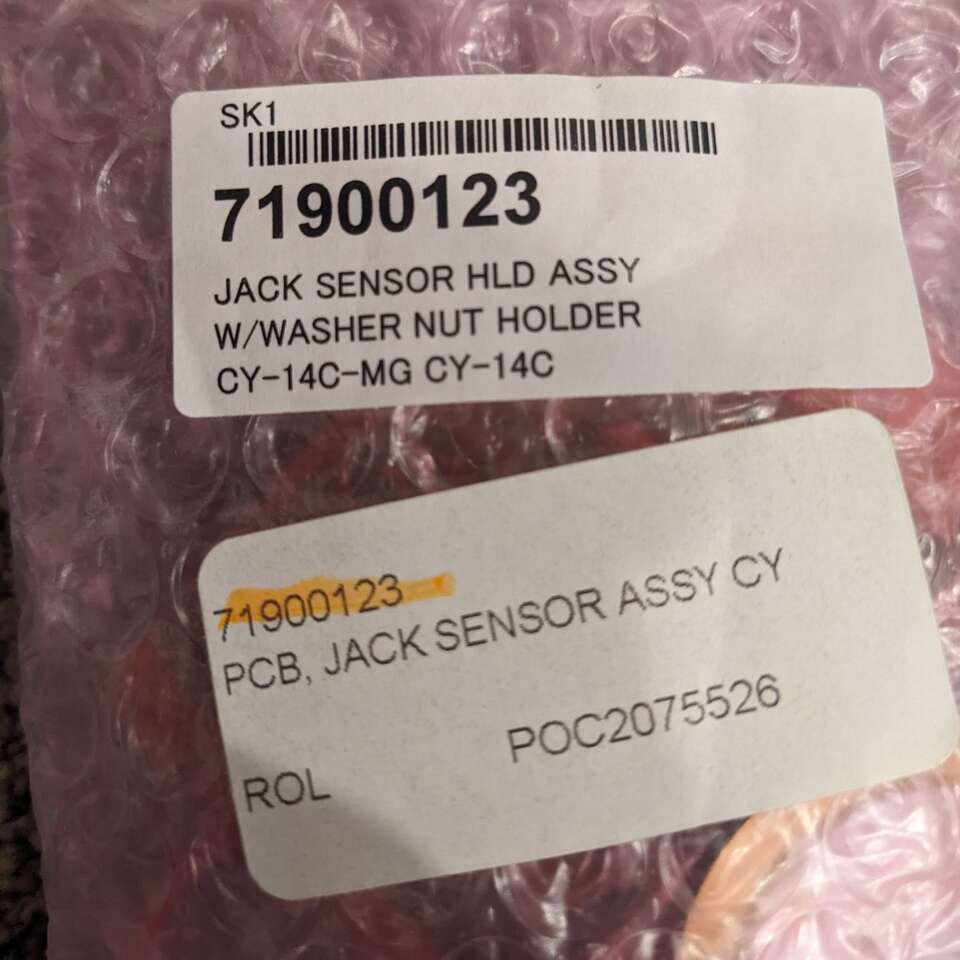 SK1
71900123
JACK SENSOR HLD ASSY
W/WASHER NUT HOLDER
CY-14C-MG CY-14C
71900123
PCB, JACK SENSOR ASSY CY
POC2075526
ROL